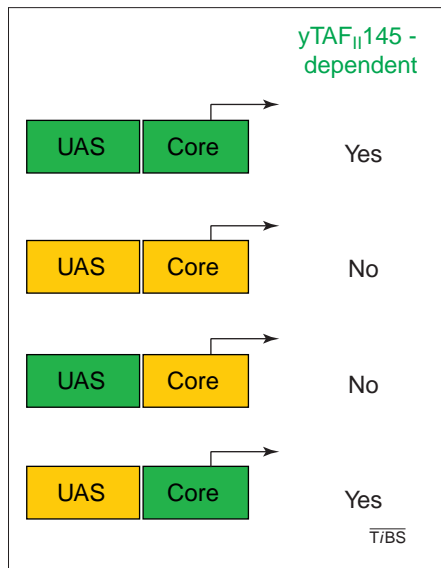 yTAFII145 -
dependent
UAS Core Yes
UAS Core No
UAS Core No
UAS Core Yes
TiBS